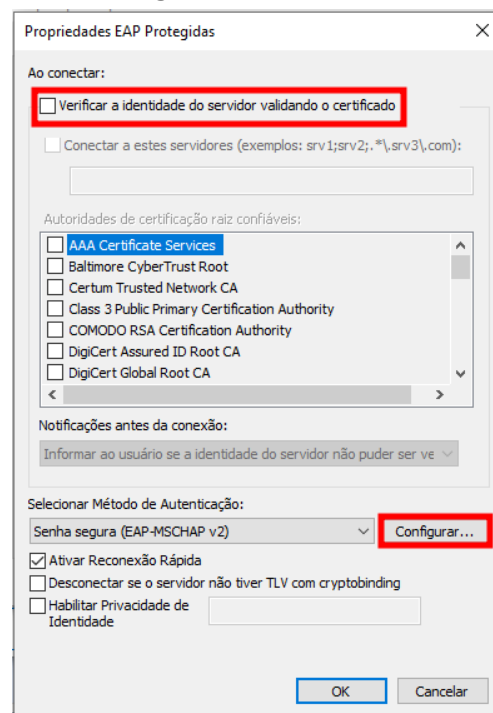 Propriedades EAP Protegidas
Ao conectar:
Verificar a identidade do servidor validando o certificado
Conectar a estes servidores (exemplos: srv1;srv2;.*\.srv3\.com):
Autoridades de certificação raiz confiáveis:
AAA Certificate Services
Baltimore CyberTrust Root
Certum Trusted Network CA
Class 3 Public Primary Certification Authority
COMODO RSA Certification Authority
DigiCert Assured ID Root CA
DigiCert Global Root CA
Notificações antes da conexão:
Informar ao usuário se a identidade do servidor não puder ser ve
Selecionar Método de Autenticação:
Senha segura (EAP-MSCHAP v2) Configurar...
Ativar Reconexão Rápida
Desconectar se o servidor não tiver TLV com cryptobinding
Habilitar Privacidade de
Identidade
OK Cancelar